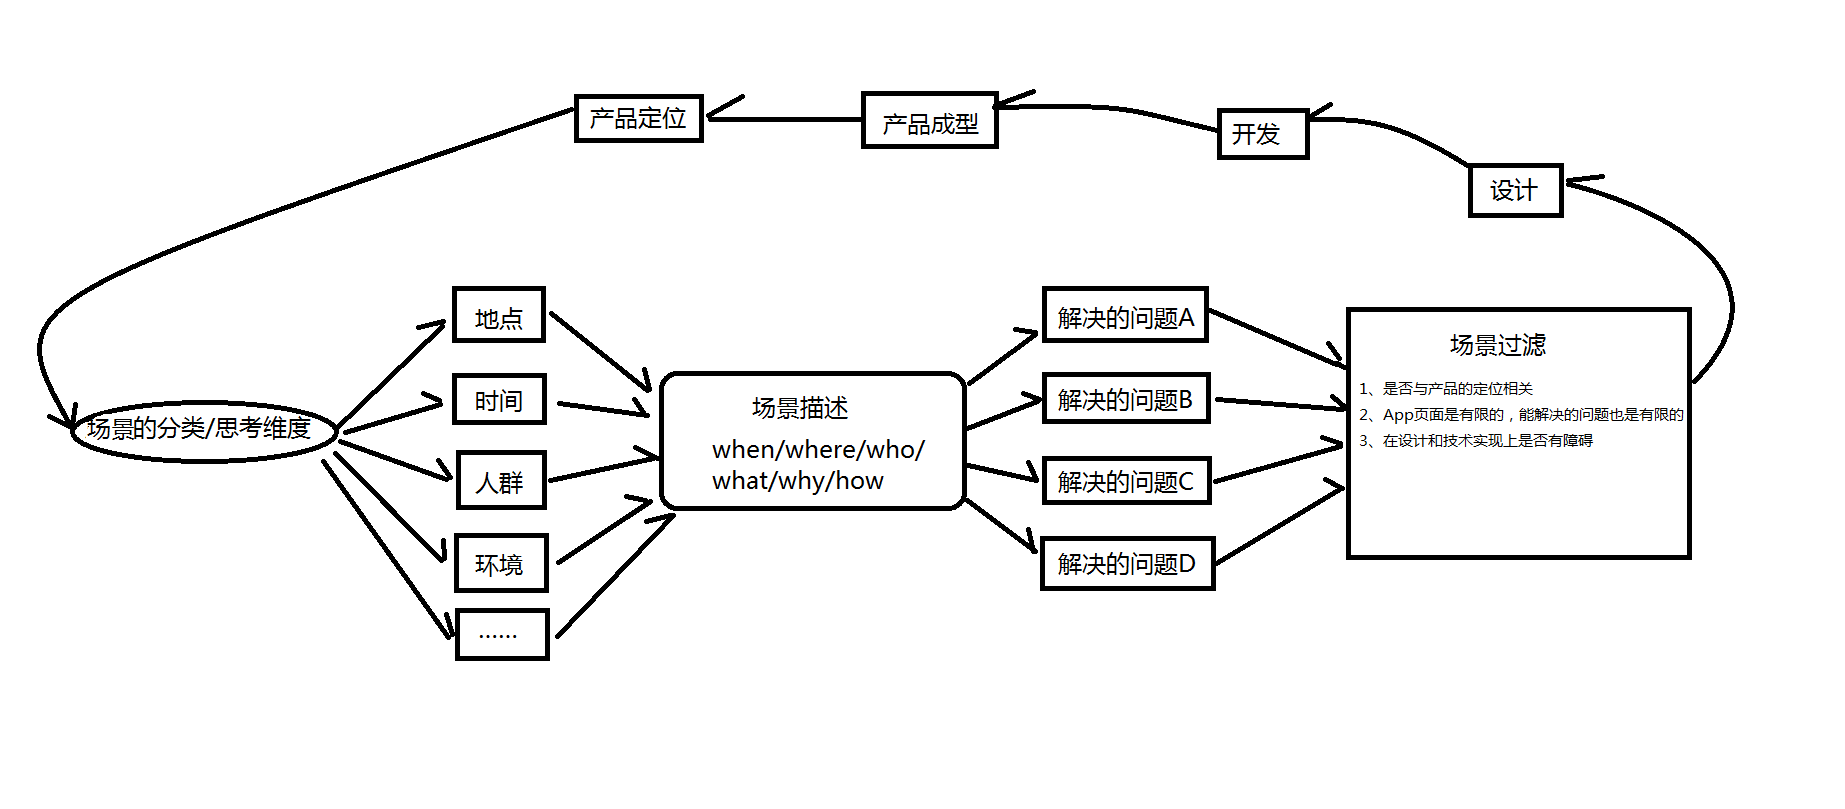 产品定位
产品成型
开发
设计
场景的分类/思考维度
地点
时间
人群
环境
……
场景描述
when/where/who/
what/why/how
解决的问题A
解决的问题B
解决的问题C
解决的问题D
场景过滤
1、是否与产品的定位相关
2、App页面是有限的，能解决的问题也是有限的
3、在设计和技术实现上是否有障碍